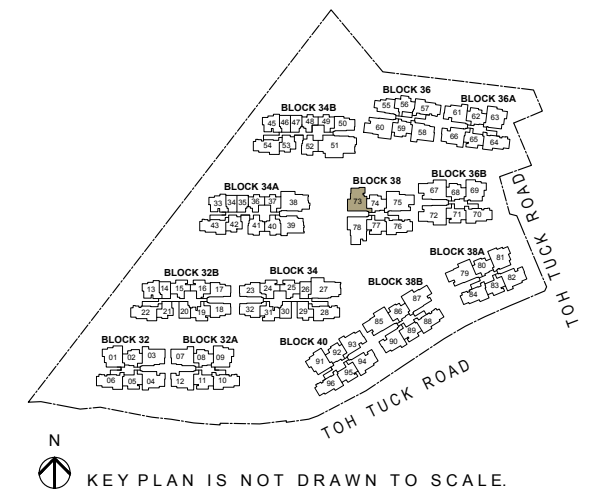 BLOCK 36
BLOCK 36A
55 56 57
61 62 63
60 59 58
66 65 64
BLOCK 34B
45 46 47 48 49 50
54 53 52 51
BLOCK 34A
33 34 35 36 37 38
43 42 41 40 39
BLOCK 38
73 74 75
78 77 76
BLOCK 36B
67 68 69
72 71 70
BLOCK 38A
79 80 81
84 83 82
BLOCK 32B
13 14 15 16 17
22 21 20 19 18
BLOCK 34
23 24 25 26 27
32 31 30 29 28
BLOCK 38B
85 86 87
90 89 88
BLOCK 32
01 02 03
06 05 04
BLOCK 32A
07 08 09
12 11 10
BLOCK 40
91 92 93
96 95 94
TOH TUCK ROAD
TOH TUCK ROAD
N
KEY PLAN IS NOT DRAWN TO SCALE.